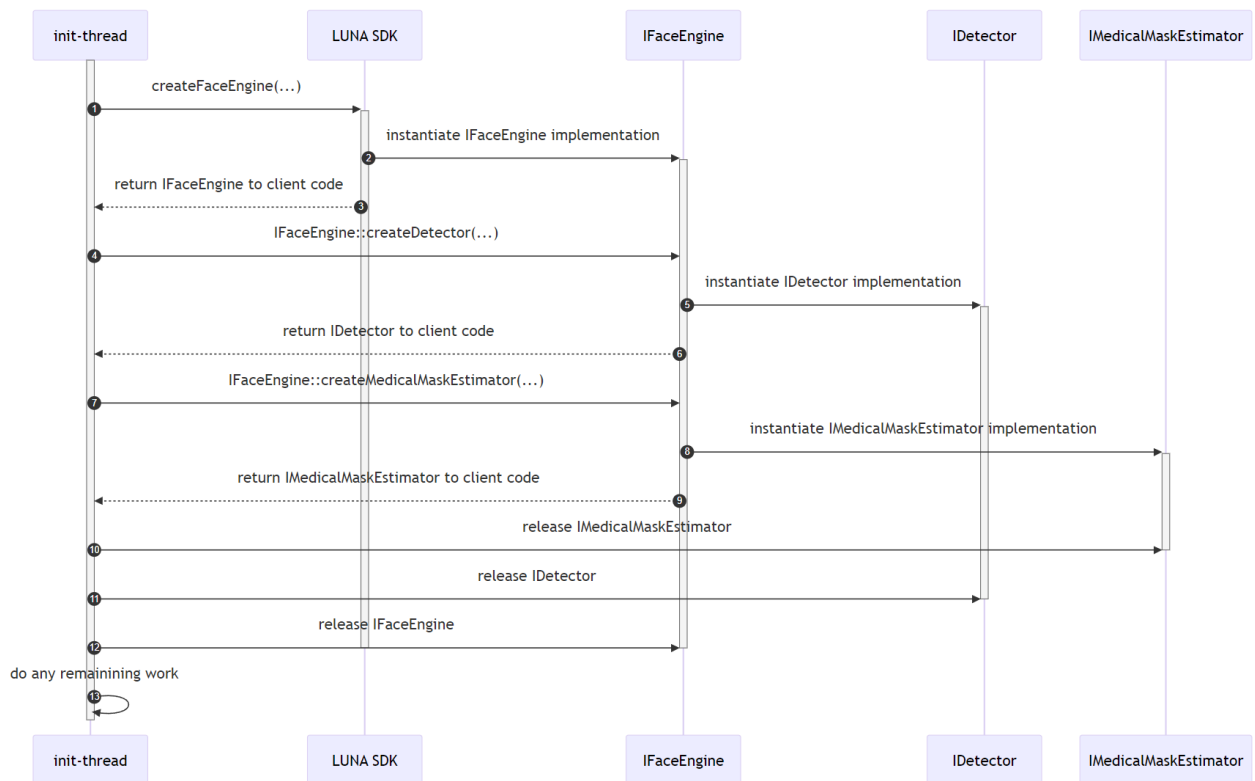 init-thread
LUNA SDK
IFaceEngine
IDetector
IMedicalMaskEstimator
createFaceEngine(...)
1
instantiate IFaceEngine implementation
2
return IFaceEngine to client code
3
IFaceEngine::createDetector(...)
4
instantiate IDetector implementation
5
return IDetector to client code
6
IFaceEngine::createMedicalMaskEstimator(...)
7
instantiate IMedicalMaskEstimator implementation
8
return IMedicalMaskEstimator to client code
9
release IMedicalMaskEstimator
10
release IDetector
11
release IFaceEngine
12
do any remainining work
13
init-thread
LUNA SDK
IFaceEngine
IDetector
IMedicalMaskEstimator